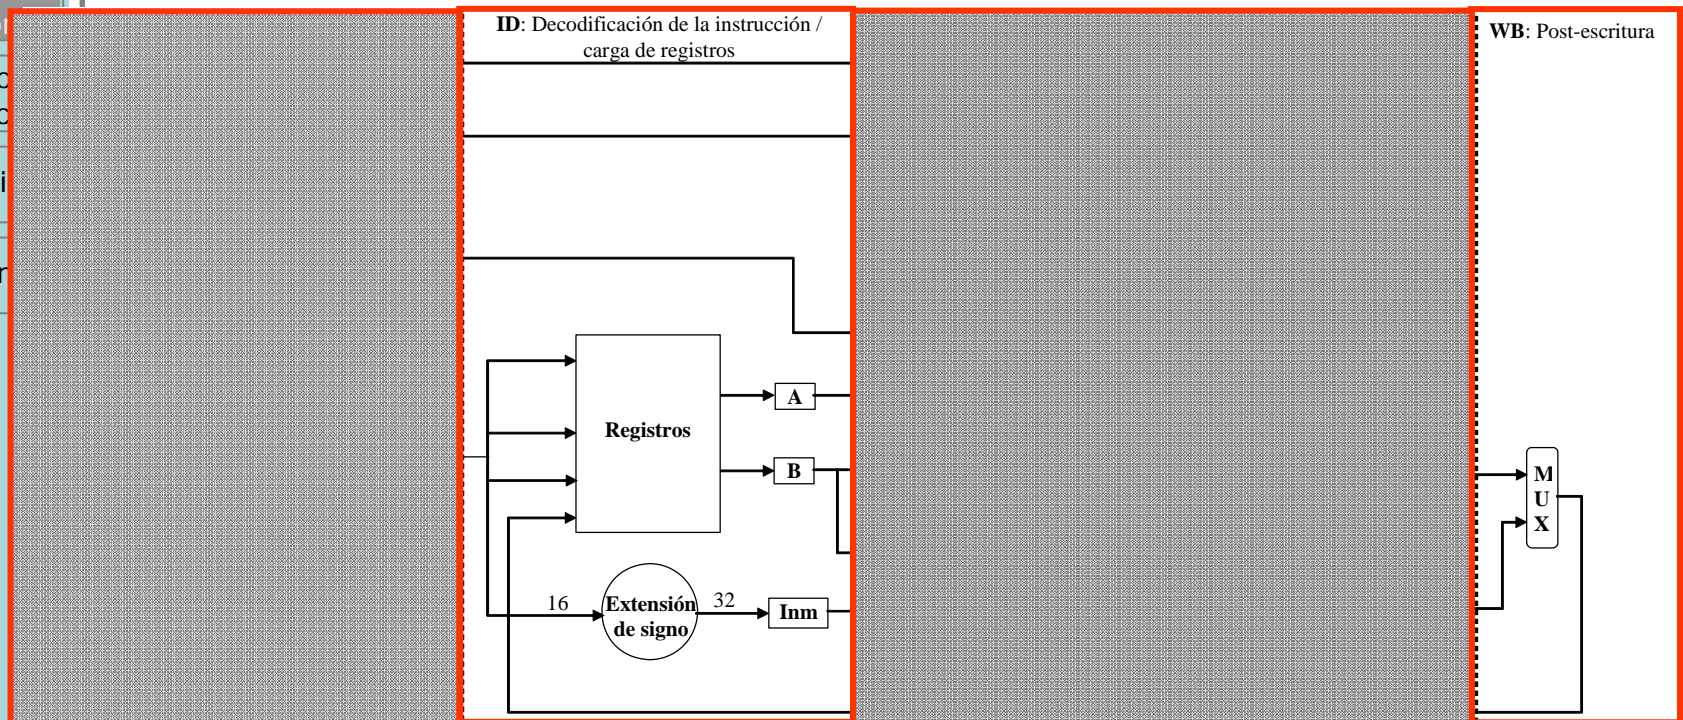 ID: Decodificación de la instrucción /
carga de registros
WB: Post-escritura
Registros
A
B
16
Extensión
de signo
32
Inm
M
U
X